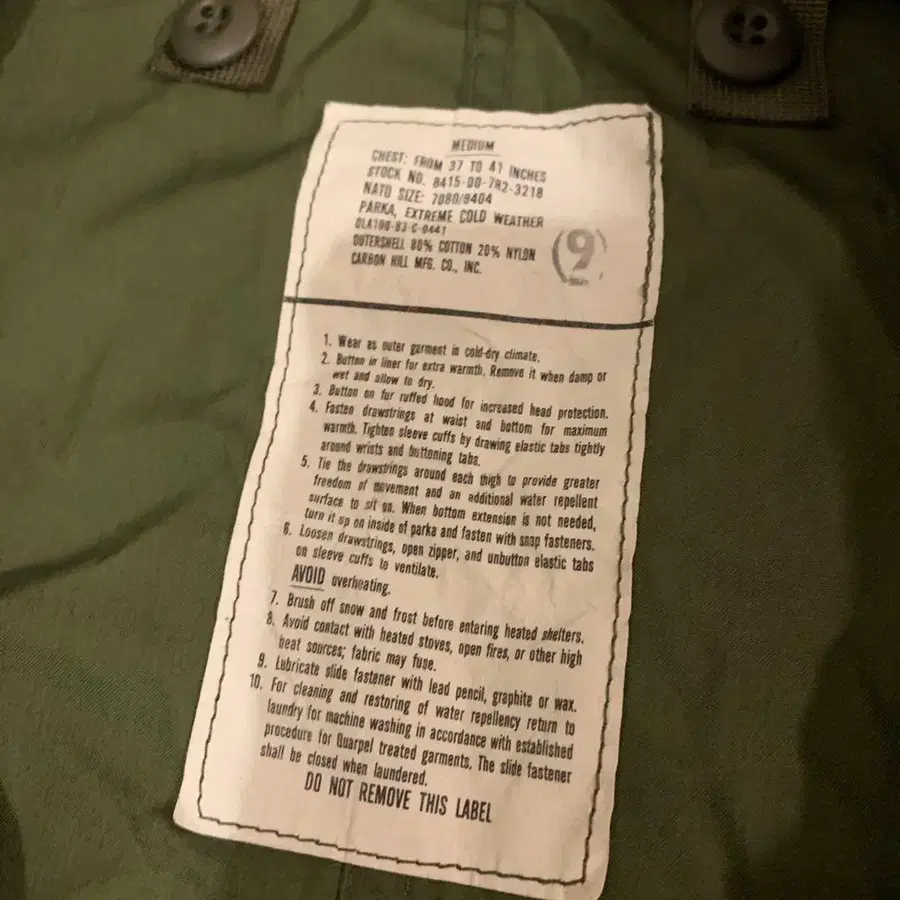 MEDIUM
CHEST: FROM 37 TO 41 INCHES
STOCK NO. 8415-00-782-3218
NATO SIZE: 7080/9404
PARKA, EXTREME COLD WEATHER
DLA100-83-C-0441
OUTERSHELL 80% COTTON 20% NYLON
CARBON HILL MFG. CO., INC.
(9)
1. Wear as outer garment in cold-dry climate.
2. Button in liner for extra warmth. Remove it when damp or
wet and allow to dry.
3. Button on fur ruffed hood for increased head protection.
4. Fasten drawstrings at waist and bottom for maximum
warmth. Tighten sleeve cuffs by drawing elastic tabs tightly
around wrists and buttoning tabs.
5. Tie the drawstrings around each thigh to provide greater
freedom of movement and an additional water repellent
surface to sit on. When bottom extension is not needed,
turn it up on inside of parka and fasten with snap fasteners.
6. Loosen drawstrings, open zipper, and unbutton elastic tabs
on sleeve cuffs to ventilate.
AVOID overheating.
7. Brush off snow and frost before entering heated shelters.
8. Avoid contact with heated stoves, open fires, or other high
heat sources; fabric may fuse.
9. Lubricate slide fastener with lead pencil, graphite or wax.
10. For cleaning and restoring of water repellency return to
laundry for machine washing in accordance with established
procedure for Quarpel treated garments. The slide fastener
shall be closed when laundered.
DO NOT REMOVE THIS LABEL